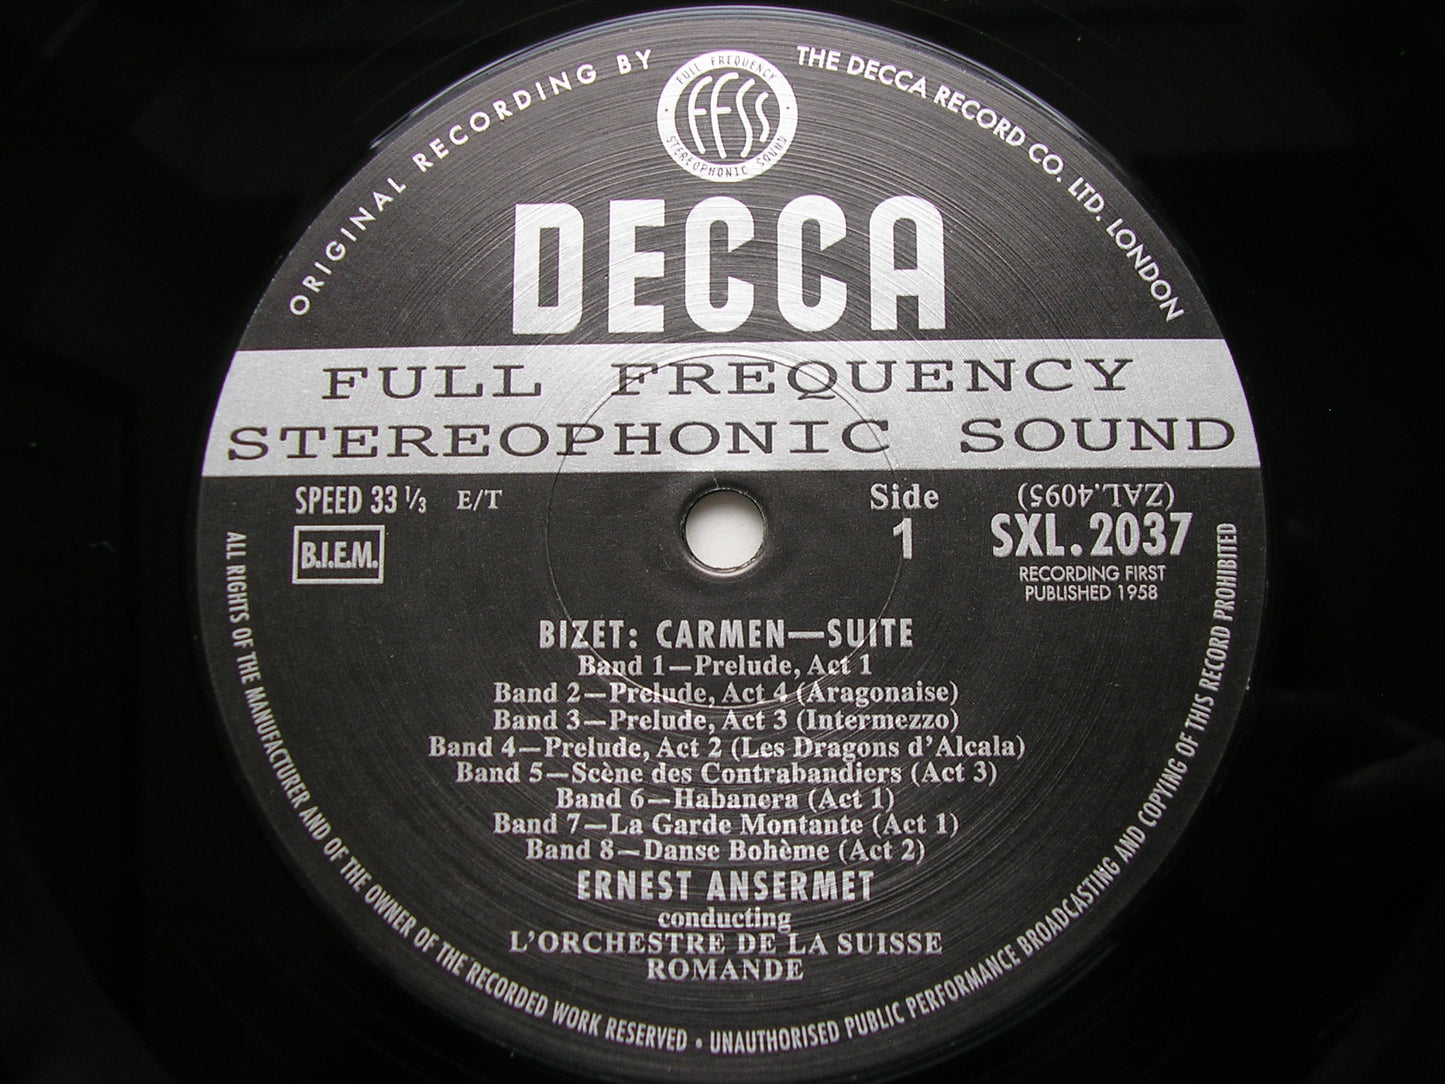 ORIGINAL RECORDING BY
THE DECCA RECORD CO. LTD. LONDON
FULL FREQUENCY
FFSS
STEREOPHONIC SOUND
DECCA
FULL FREQUENCY
STEREOPHONIC SOUND
SPEED 33 1/3 E/T
B.I.E.M.
Side
1
(ZAL.4095)
SXL.2037
RECORDING FIRST
PUBLISHED 1958
BIZET: CARMEN—SUITE
Band 1—Prelude, Act 1
Band 2—Prelude, Act 4 (Aragonaise)
Band 3—Prelude, Act 3 (Intermezzo)
Band 4—Prelude, Act 2 (Les Dragons d'Alcala)
Band 5—Scène des Contrabandiers (Act 3)
Band 6—Habanera (Act 1)
Band 7—La Garde Montante (Act 1)
Band 8—Danse Bohème (Act 2)
ERNEST ANSERMET
conducting
L'ORCHESTRE DE LA SUISSE
ROMANDE
ALL RIGHTS OF THE MANUFACTURER AND OF THE OWNER OF THE RECORDED WORK RESERVED • UNAUTHORISED PUBLIC PERFORMANCE BROADCASTING AND COPYING OF THIS RECORD PROHIBITED